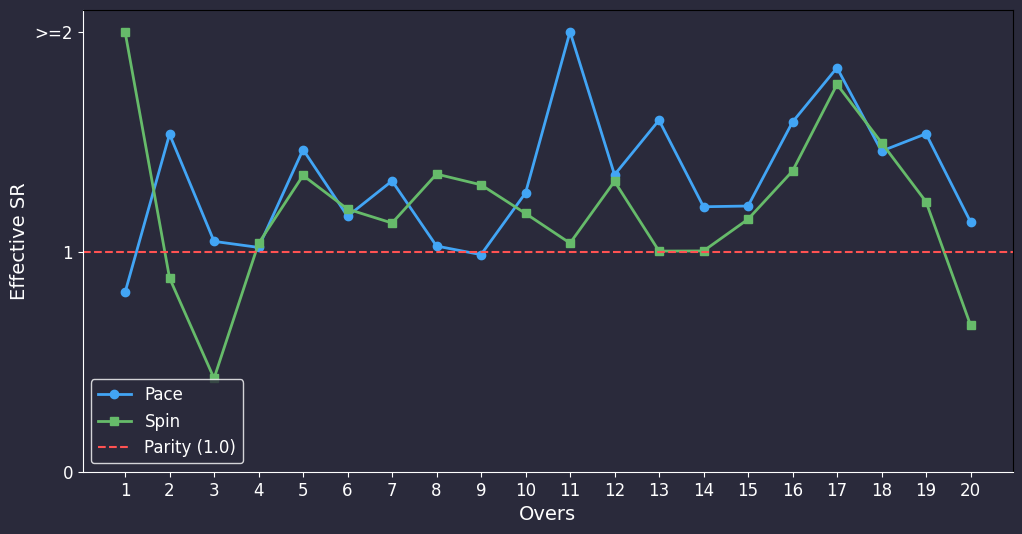 >=2
1
0
Effective SR
Pace
Spin
Parity (1.0)
1 2 3 4 5 6 7 8 9 10 11 12 13 14 15 16 17 18 19 20
Overs